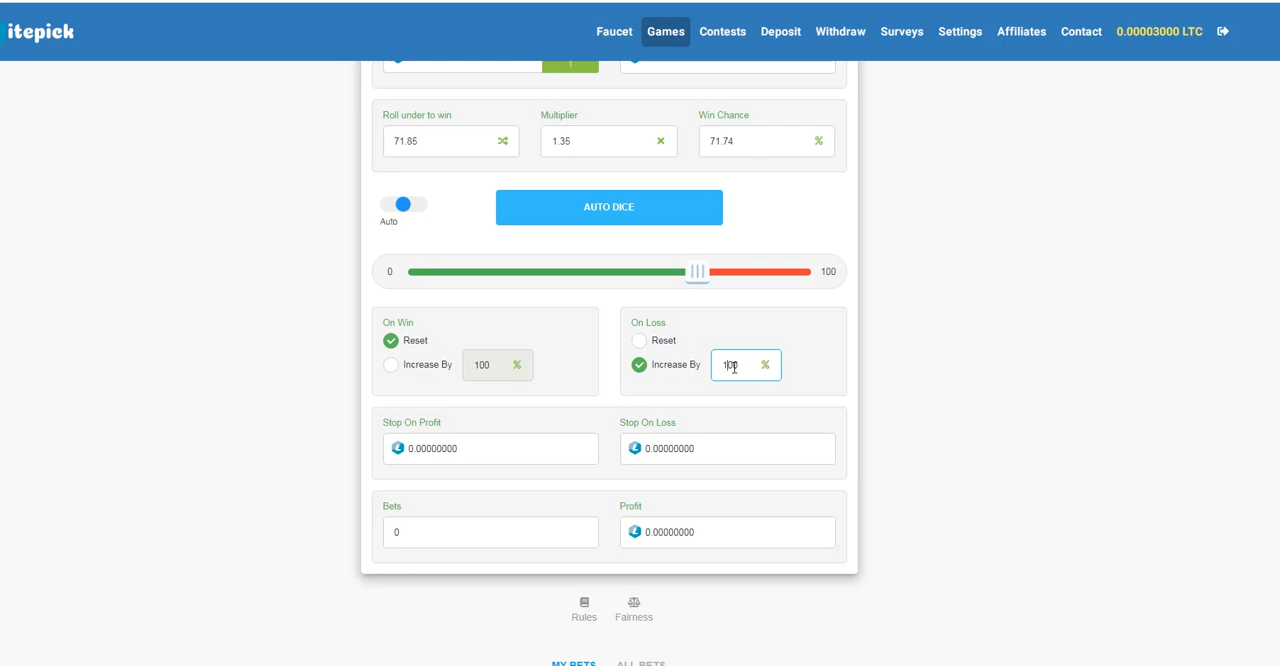 itepick
Faucet Games Contests Deposit Withdraw Surveys Settings Affiliates Contact 0.00003000 LTC
Roll under to win Multiplier Win Chance
71.85 1.35 71.74 %
Auto
AUTO DICE
0 100
On Win
Reset
Increase By 100 %
On Loss
Reset
Increase By 100 %
Stop On Profit Stop On Loss
0.00000000 0.00000000
Bets Profit
0 0.00000000
Rules Fairness
MY BETS ALL BETS